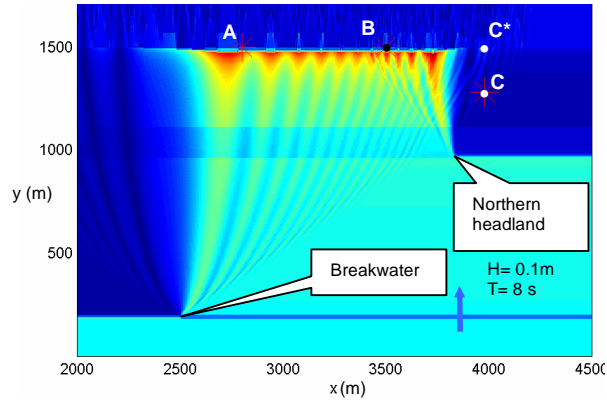 A
B
C*
C
1500
1000
y (m)
500
Northern
headland
Breakwater
H= 0.1m
T= 8 s
2000
2500
3000
3500
4000
4500
x (m)